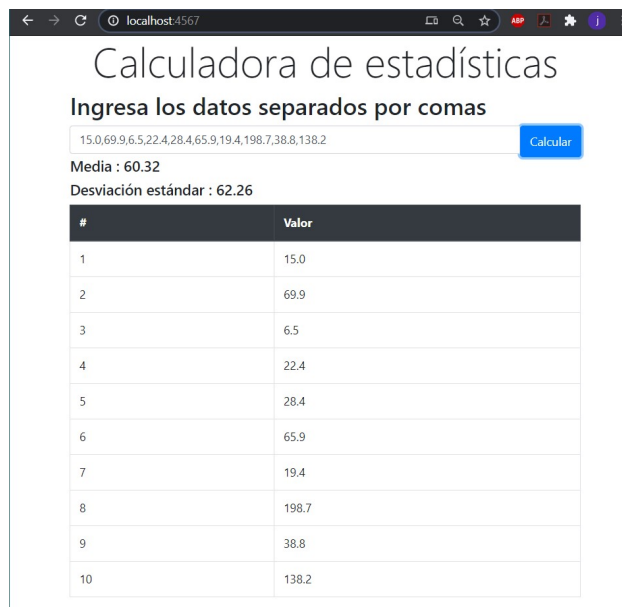 localhost:4567
ABP
j
Calculadora de estadísticas
Ingresa los datos separados por comas
15.0,69.9,6.5,22.4,28.4,65.9,19.4,198.7,38.8,138.2
Calcular
Media : 60.32
Desviación estándar : 62.26
# Valor
1 15.0
2 69.9
3 6.5
4 22.4
5 28.4
6 65.9
7 19.4
8 198.7
9 38.8
10 138.2